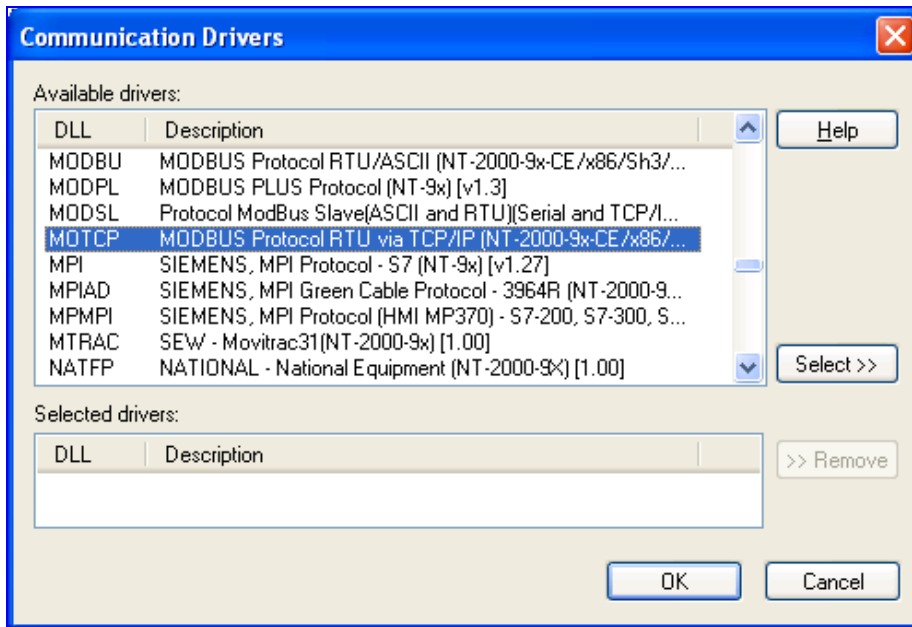 Communication Drivers
Available drivers:
DLL Description
Help
MODBU MODBUS Protocol RTU/ASCII (NT-2000-9x-CE/x86/Sh3/...
MODPL MODBUS PLUS Protocol (NT-9x) [v1.3]
MODSL Protocol ModBus Slave(ASCII and RTU)(Serial and TCP/I...
MOTCP MODBUS Protocol RTU via TCP/IP (NT-2000-9x-CE/x86/...
MPI SIEMENS, MPI Protocol - S7 (NT-9x) [v1.27]
MPIAD SIEMENS, MPI Green Cable Protocol - 3964R (NT-2000-9...
MPMPI SIEMENS, MPI Protocol (HMI MP370) - S7-200, S7-300, S...
MTRAC SEW - Movitrac31(NT-2000-9x) [1.00]
NATFP NATIONAL - National Equipment (NT-2000-9X) [1.00]
Select >>
Selected drivers:
DLL Description
>> Remove
OK Cancel